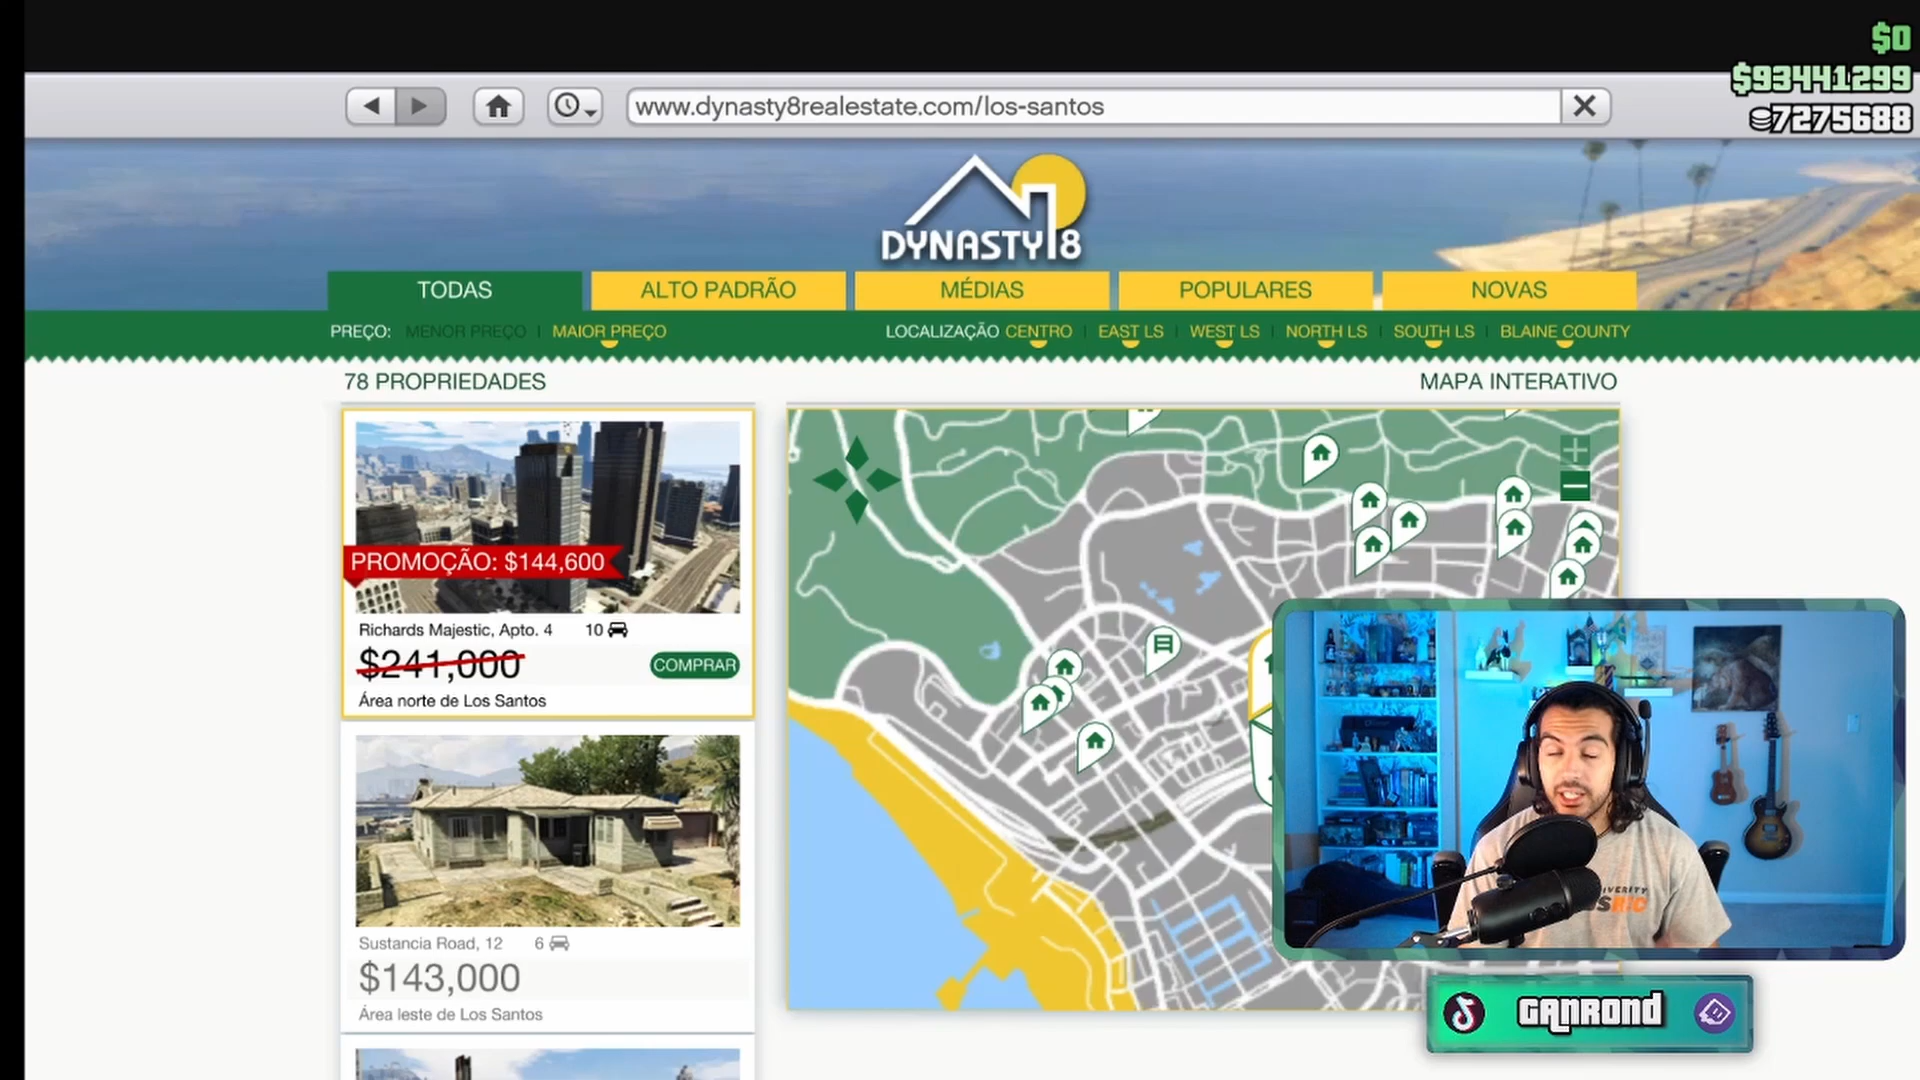 $0
$93441299
7275688
www.dynasty8realestate.com/los-santos
DYNASTY 8
TODAS
ALTO PADRÃO
MÉDIAS
POPULARES
NOVAS
PREÇO: MENOR PREÇO | MAIOR PREÇO
LOCALIZAÇÃO CENTRO | EAST LS | WEST LS | NORTH LS | SOUTH LS | BLAINE COUNTY
78 PROPRIEDADES
MAPA INTERATIVO
PROMOÇÃO: $144,600
Richards Majestic, Apto. 4 10
$241,000
COMPRAR
Área norte de Los Santos
Sustancia Road, 12 6
$143,000
Área leste de Los Santos
GANROND